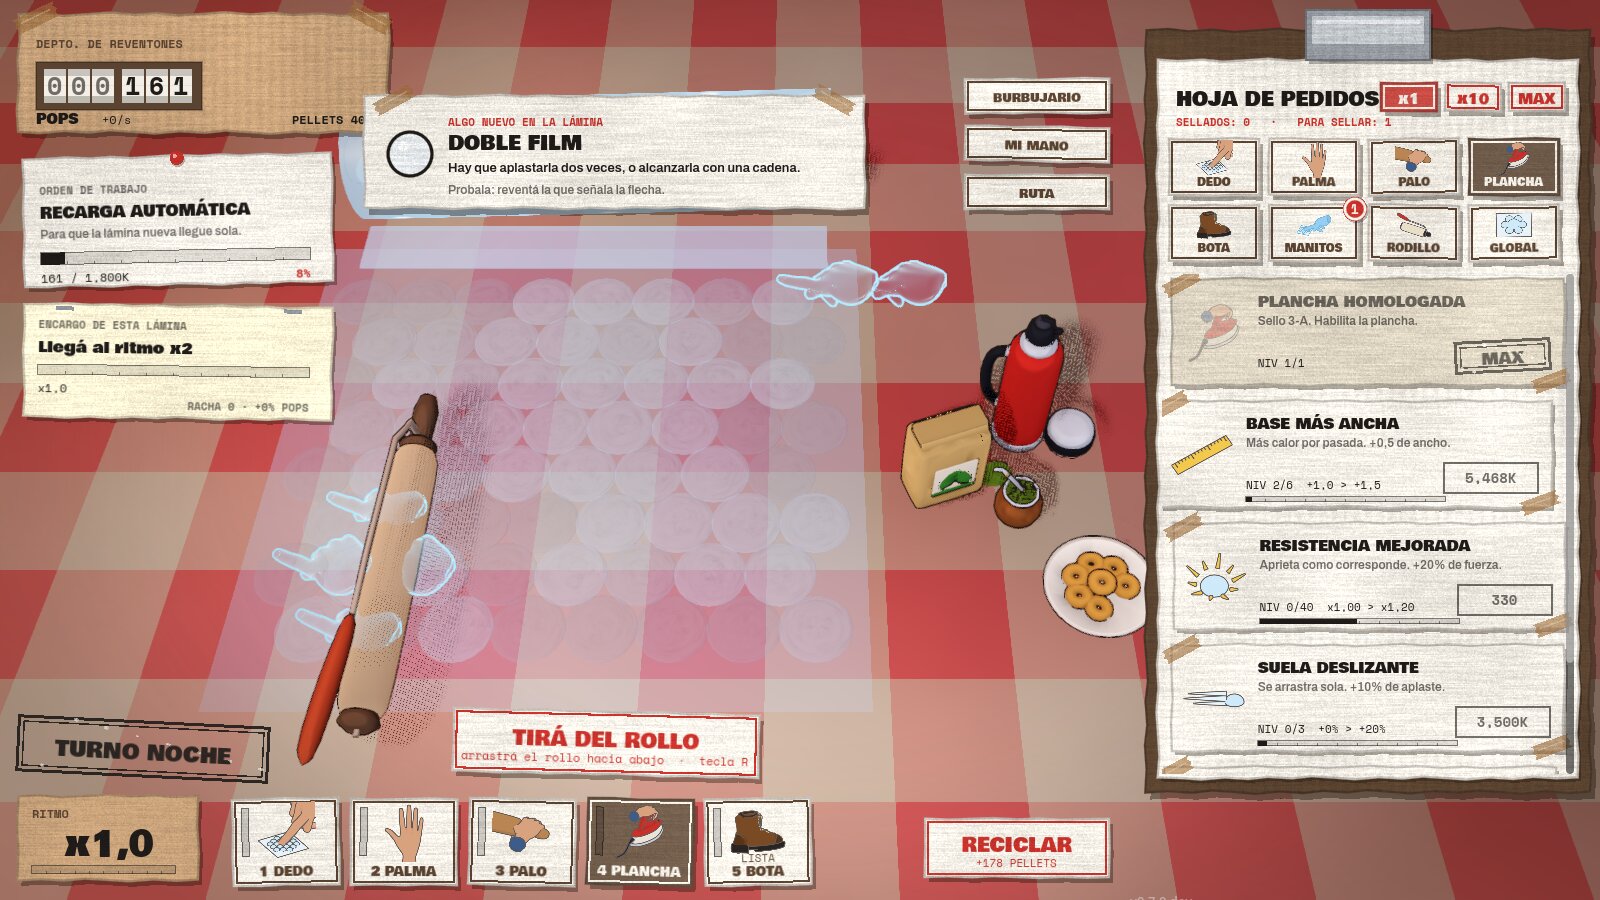 DEPTO. DE REVENTONES
000161
POPS +0/s PELLETS 40
ORDEN DE TRABAJO
RECARGA AUTOMÁTICA
Para que la lámina nueva llegue sola.
161 / 1.800K 8%
ENCARGO DE ESTA LÁMINA
Llegá al ritmo x2
x1.0
RACHA 0 · +0% POPS
ALGO NUEVO EN LA LÁMINA
DOBLE FILM
Hay que aplastarla dos veces, o alcanzarla con una cadena.
Probala: reventá la que señala la flecha.
BURBUJARIO
MI MANO
RUTA
HOJA DE PEDIDOS x1 x10 MAX
SELLADOS: 0 · PARA SELLAR: 1
DEDO PALMA PALO PLANCHA
1
BOTA MANITOS RODILLO GLOBAL
PLANCHA HOMOLOGADA
Sello 3-A. Habilita la plancha.
NIV 1/1 MAX
BASE MÁS ANCHA
Más calor por pasada. +0,5 de ancho.
NIV 2/6 +1.0 > +1.5 5,468K
RESISTENCIA MEJORADA
Aprieta como corresponde. +20% de fuerza.
NIV 0/40 x1.00 > x1.20 330
SUELA DESLIZANTE
Se arrastra sola. +10% de aplaste.
NIV 0/3 +0% > +20% 3,500K
TURNO NOCHE
TIRÁ DEL ROLLO
arrastrá el rollo hacia abajo · tecla R
RITMO
x1,0
1 DEDO
2 PALMA
3 PALO
4 PLANCHA
LISTA
5 BOTA
RECICLAR
+178 PELLETS